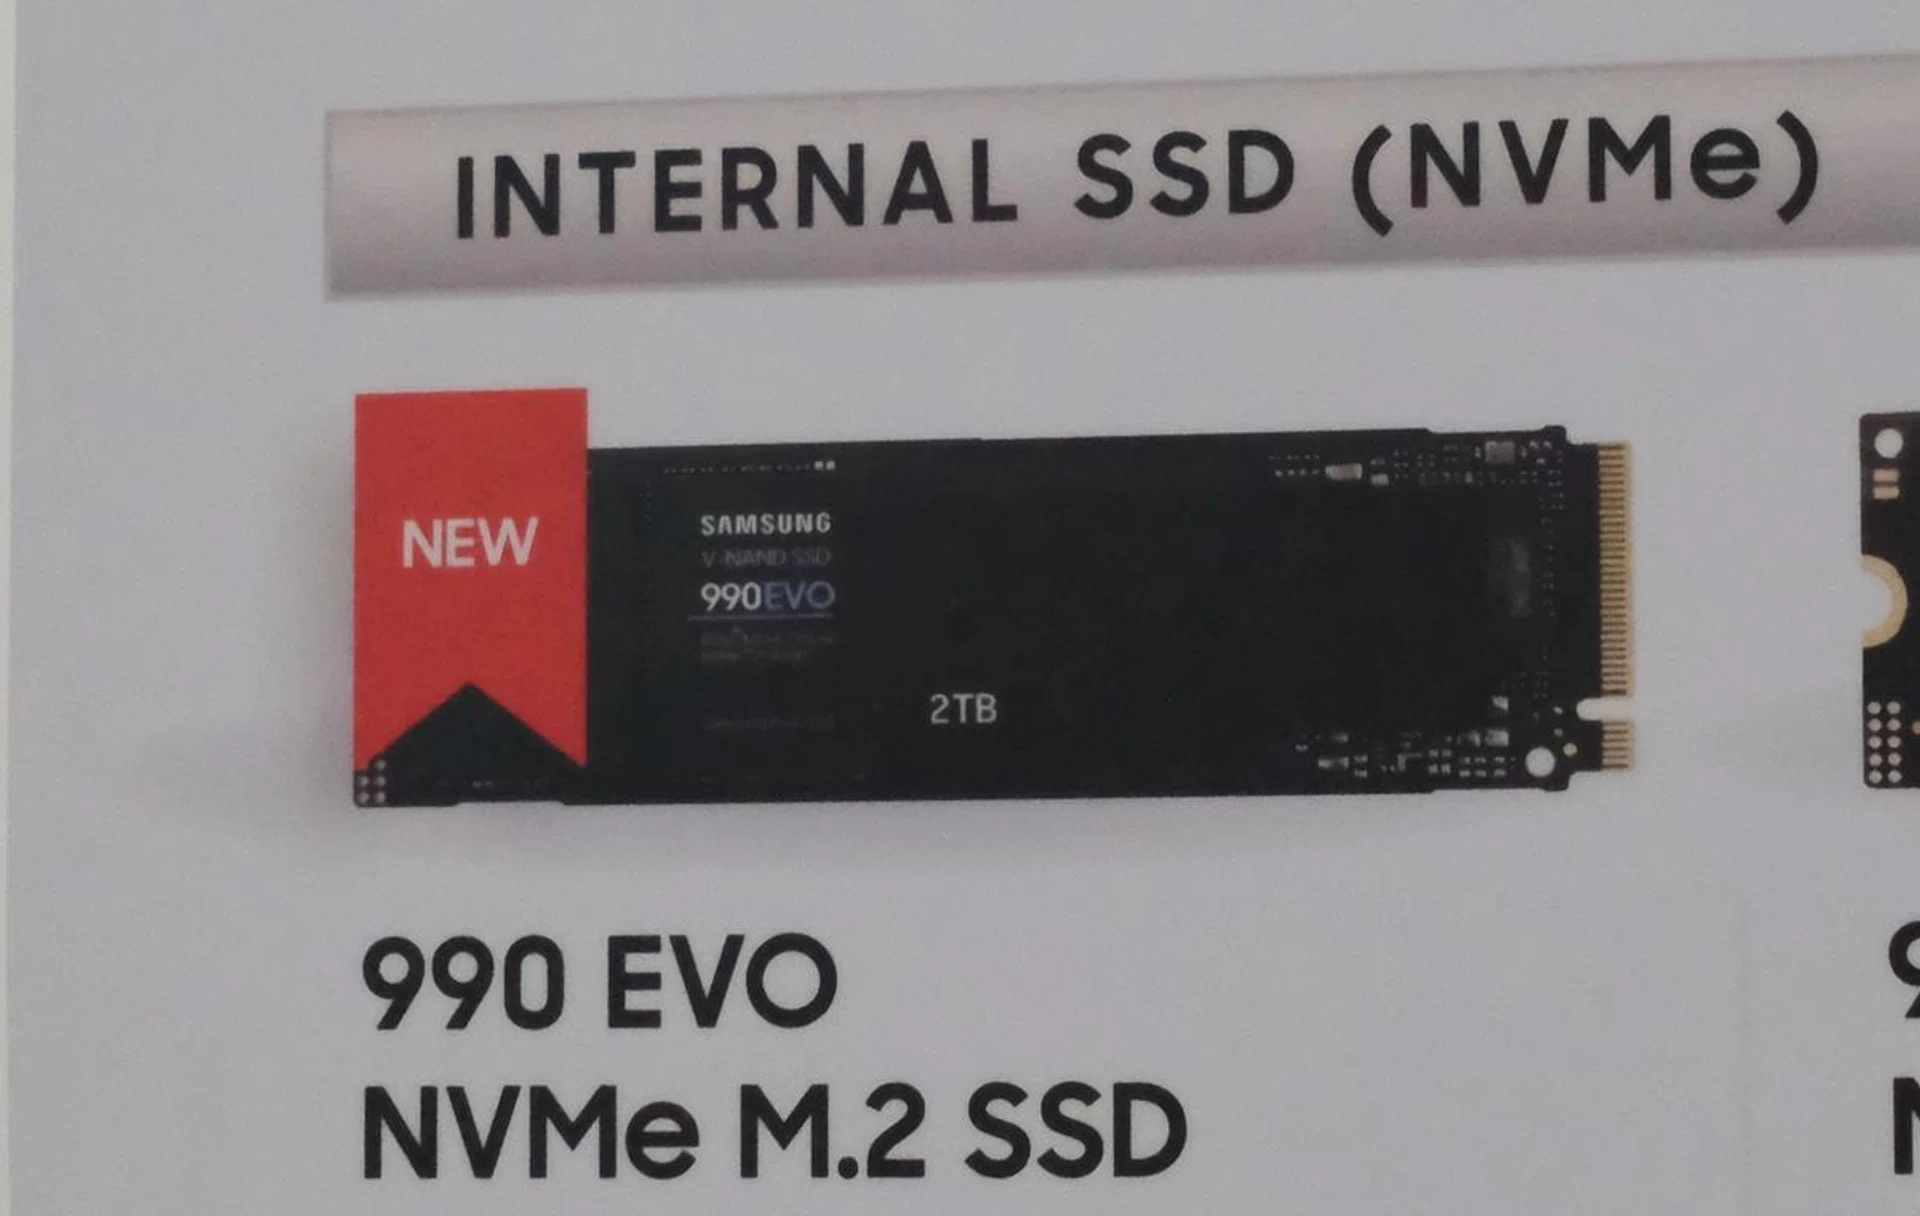 INTERNAL SSD (NVMe)
NEW
SAMSUNG
V-NAND SSD
990EVO
2TB
990 EVO
NVMe M.2 SSD